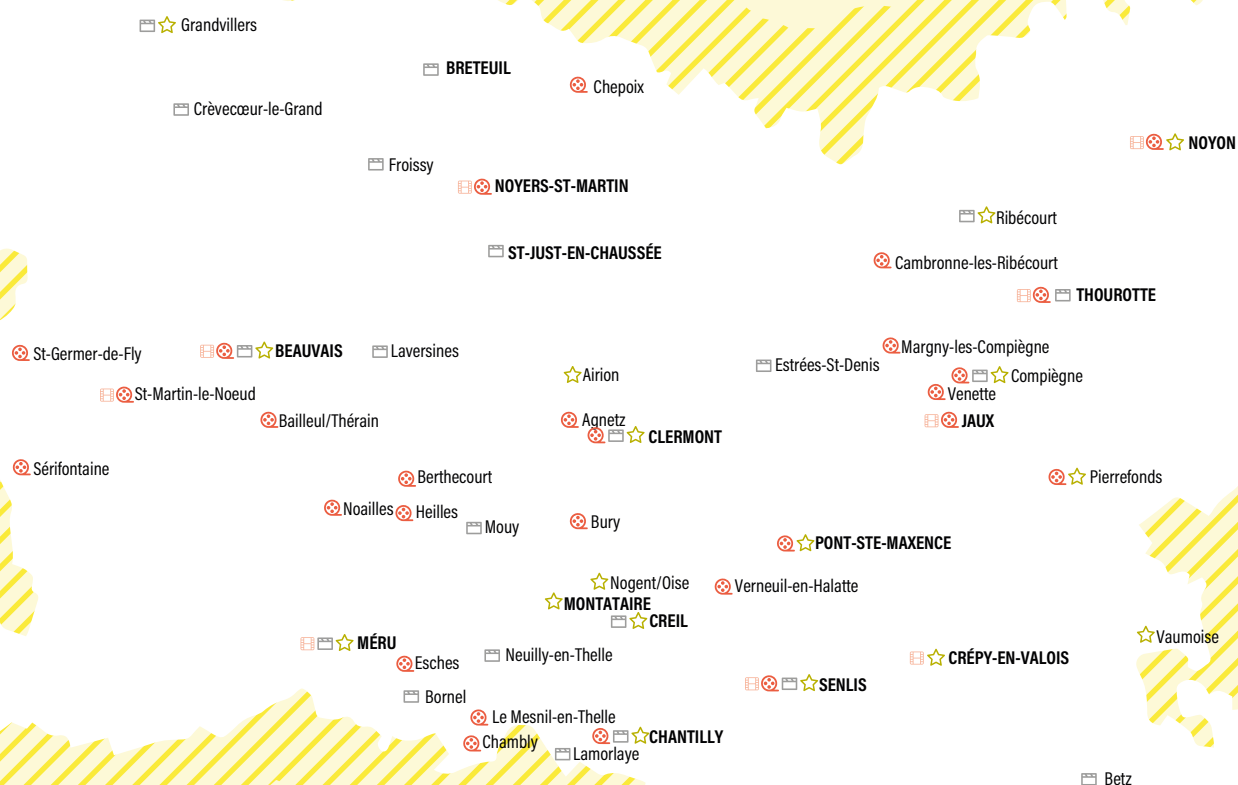 Grandvillers
BRETEUIL
Chepoix
Crèvecœur-le-Grand
NOYON
Froissy
NOYERS-ST-MARTIN
Ribécourt
ST-JUST-EN-CHAUSSÉE
Cambronne-les-Ribécourt
THOUROTTE
St-Germer-de-Fly
BEAUVAIS
Laversines
Margny-les-Compiègne
Estrées-St-Denis
Airion
Compiègne
St-Martin-le-Noeud
Venette
Bailleul/Thérain
Agnetz
JAUX
CLERMONT
Sérifontaine
Berthecourt
Pierrefonds
Noailles
Heilles
Mouy
Bury
PONT-STE-MAXENCE
Nogent/Oise
Verneuil-en-Halatte
MONTATAIRE
CREIL
Vaumoise
MÉRU
Neuilly-en-Thelle
CRÉPY-EN-VALOIS
Esches
SENLIS
Bornel
Le Mesnil-en-Thelle
CHANTILLY
Chambly
Lamorlaye
Betz